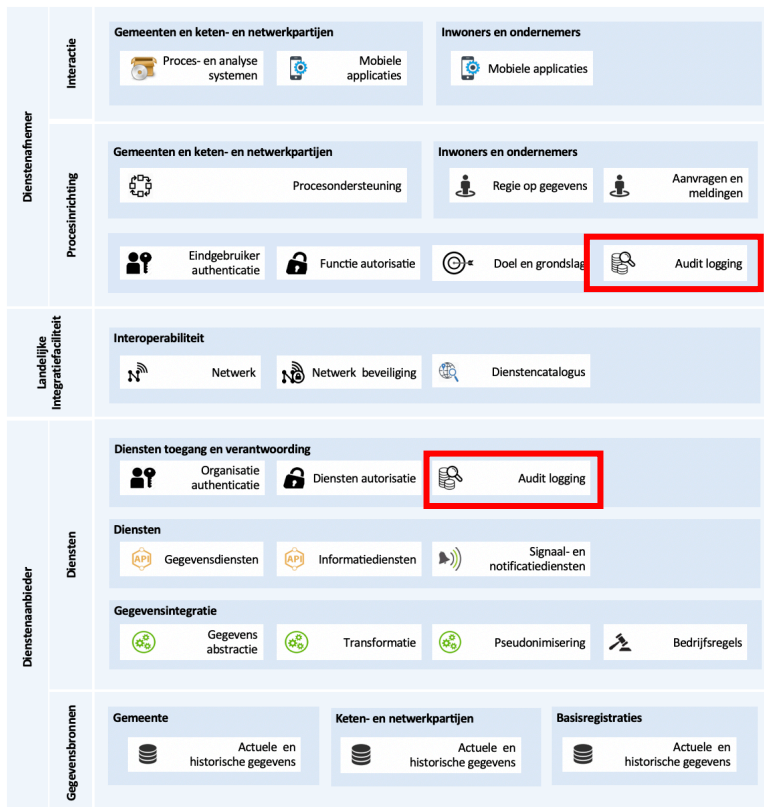 Dienstenafnemer
Interactie
Gemeenten en keten- en netwerkpartijen
Proces- en analyse
systemen
Mobiele
applicaties
Inwoners en ondernemers
Mobiele applicaties
Procesinrichting
Gemeenten en keten- en netwerkpartijen
Procesondersteuning
Inwoners en ondernemers
Regie op gegevens
Aanvragen en
meldingen
Eindgebruiker
authenticatie
Functie autorisatie
Doel en grondslag
Audit logging
Landelijke
Integratiefaciliteit
Interoperabiliteit
Netwerk
Netwerk beveiliging
Dienstencatalogus
Dienstenaanbieder
Diensten
Diensten toegang en verantwoording
Organisatie
authenticatie
Diensten autorisatie
Audit logging
Diensten
API
Gegevensdiensten
API
Informatiediensten
Signaal- en
notificatiediensten
Gegevensintegratie
Gegevens
abstractie
Transformatie
Pseudonimisering
Bedrijfsregels
Gegevensbronnen
Gemeente
Actuele en
historische gegevens
Keten- en netwerkpartijen
Actuele en
historische gegevens
Basisregistraties
Actuele en
historische gegevens